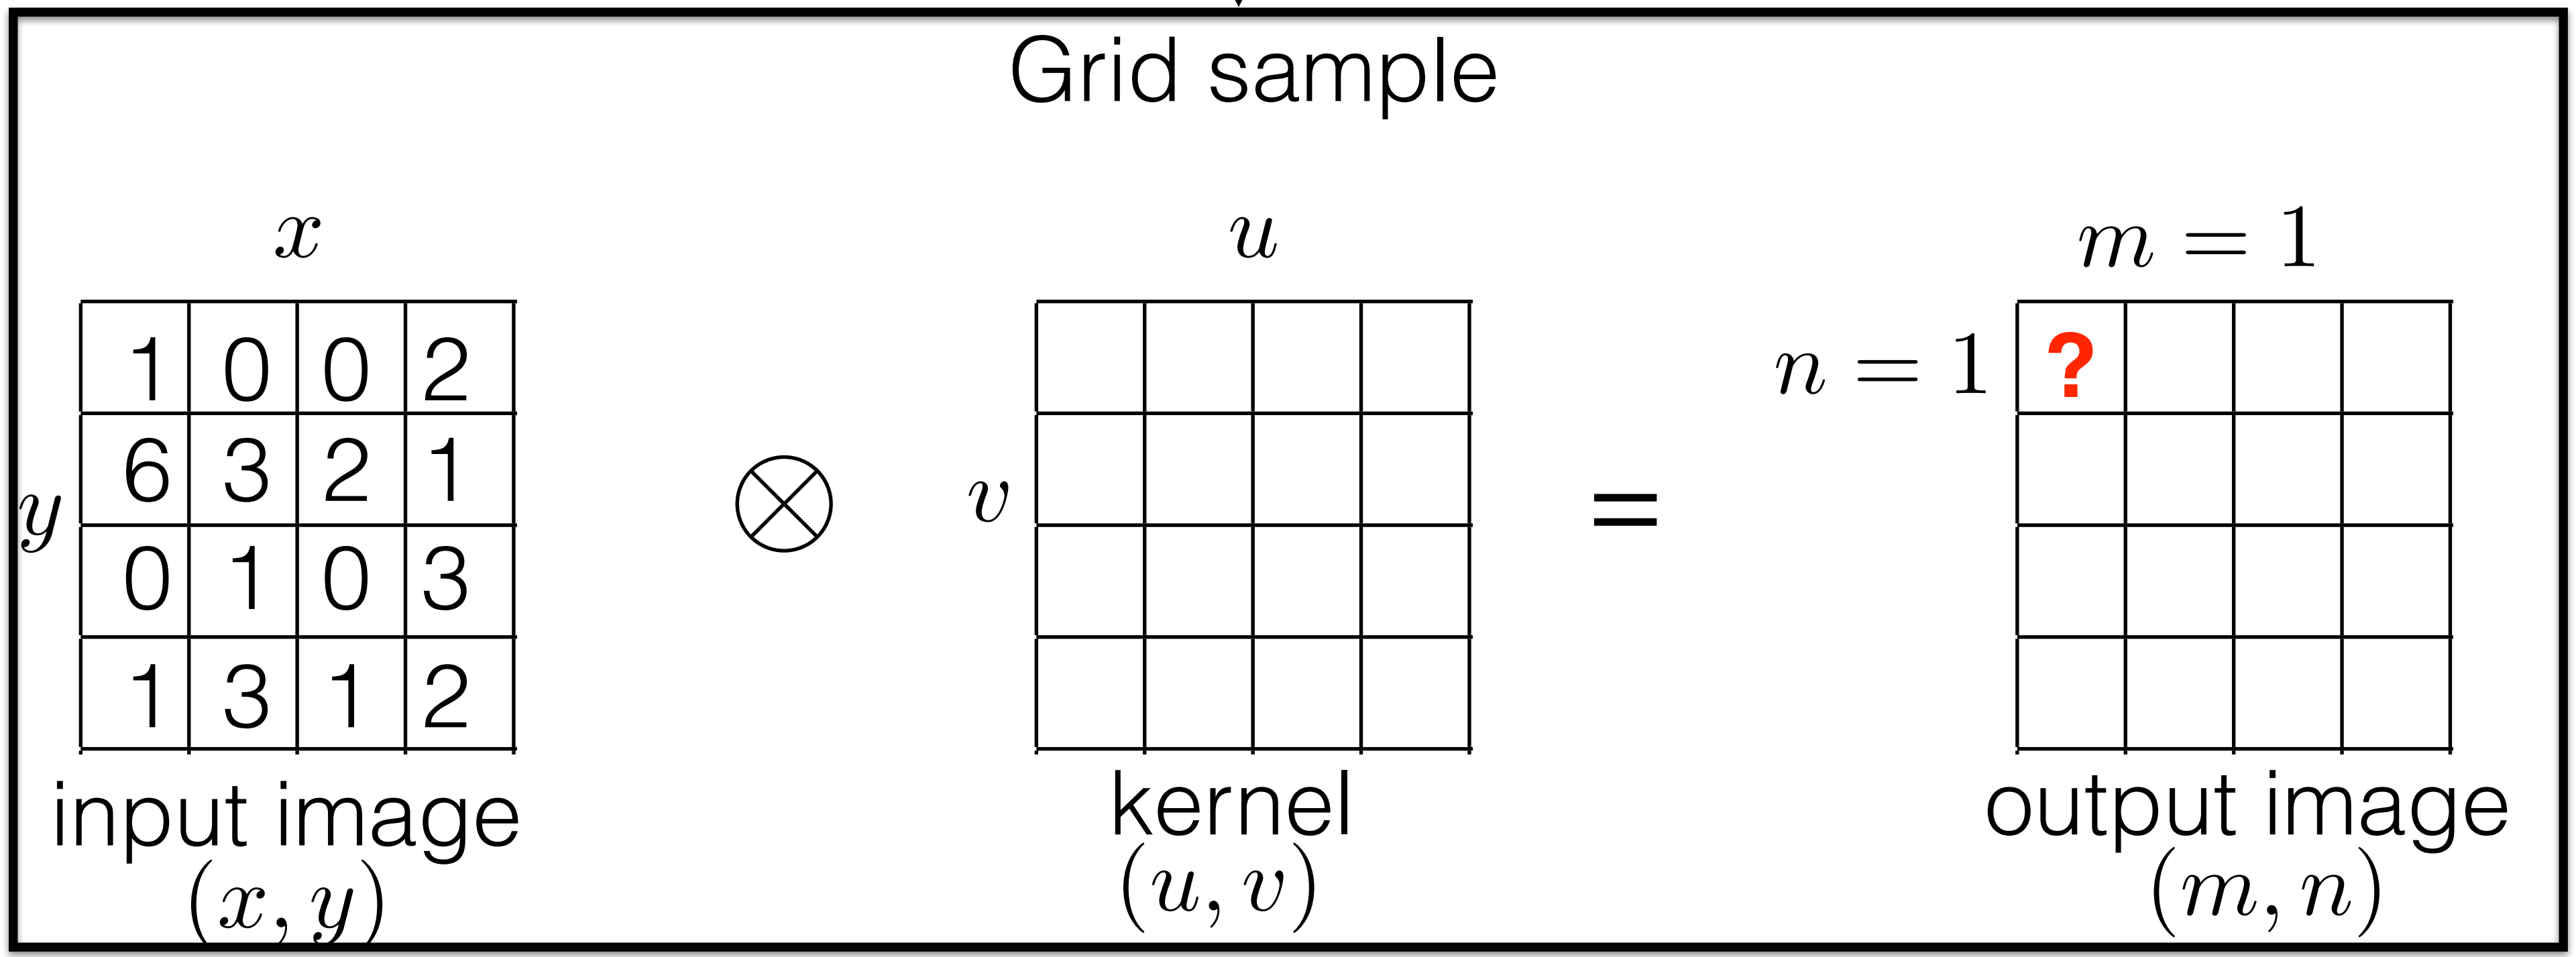 Grid sample
x
u
m = 1
1 0 0 2
n = 1
?
6 3 2 1
y
v
⊗
=
0 1 0 3
1 3 1 2
input image
kernel
output image
(x, y)
(u, v)
(m, n)